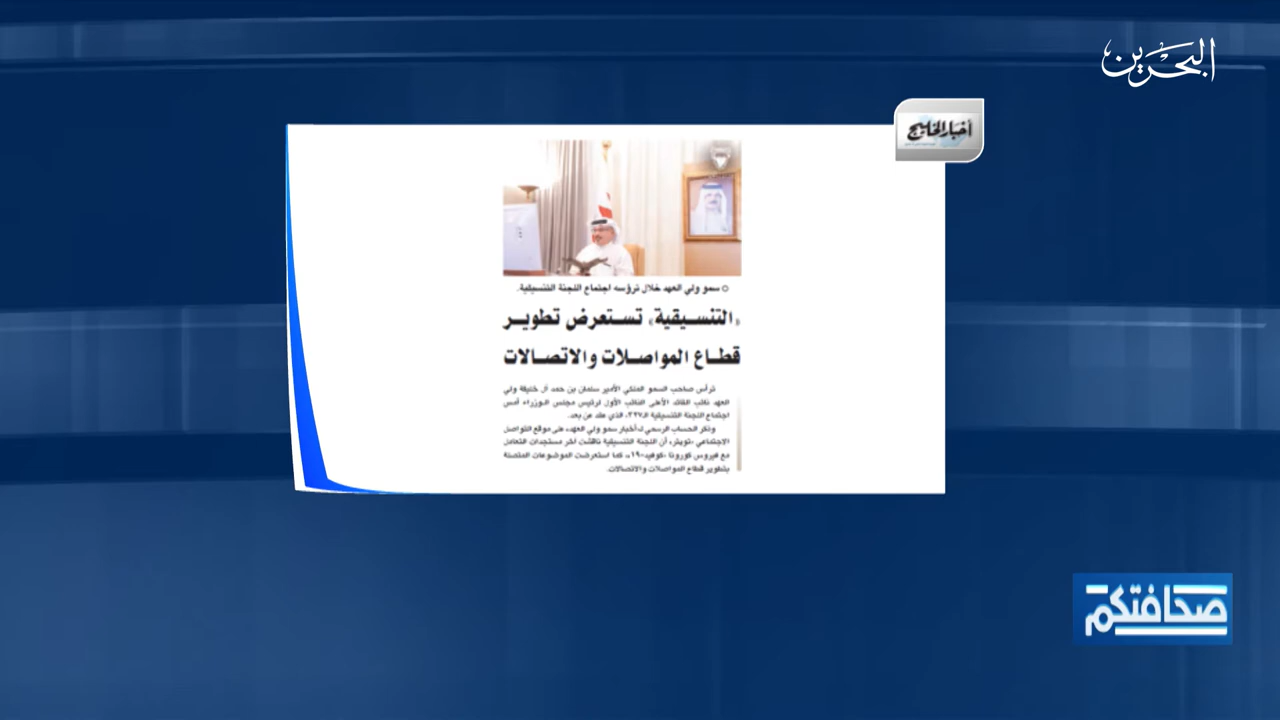 البحرين
أخبار الخليج
سمو ولي العهد خلال ترؤسه اجتماع اللجنة التنسيقية.
«التنسيقية» تستعرض تطوير
قطاع المواصلات والاتصالات
ترأس صاحب السمو الملكي الأمير سلمان بن حمد آل خليفة ولي
العهد نائب القائد الأعلى النائب الأول لرئيس مجلس الوزراء أمس
اجتماع اللجنة التنسيقية الـ٣٣٧، الذي عقد عن بعد.
وذكر الحساب الرسمي لـ«أخبار سمو ولي العهد» على موقع التواصل
الاجتماعي «تويتر» أن اللجنة التنسيقية ناقشت آخر مستجدات التعامل
مع فيروس كورونا «كوفيد-١٩»، كما استعرضت الموضوعات المتصلة
بتطوير قطاع المواصلات والاتصالات.
صحافتكم